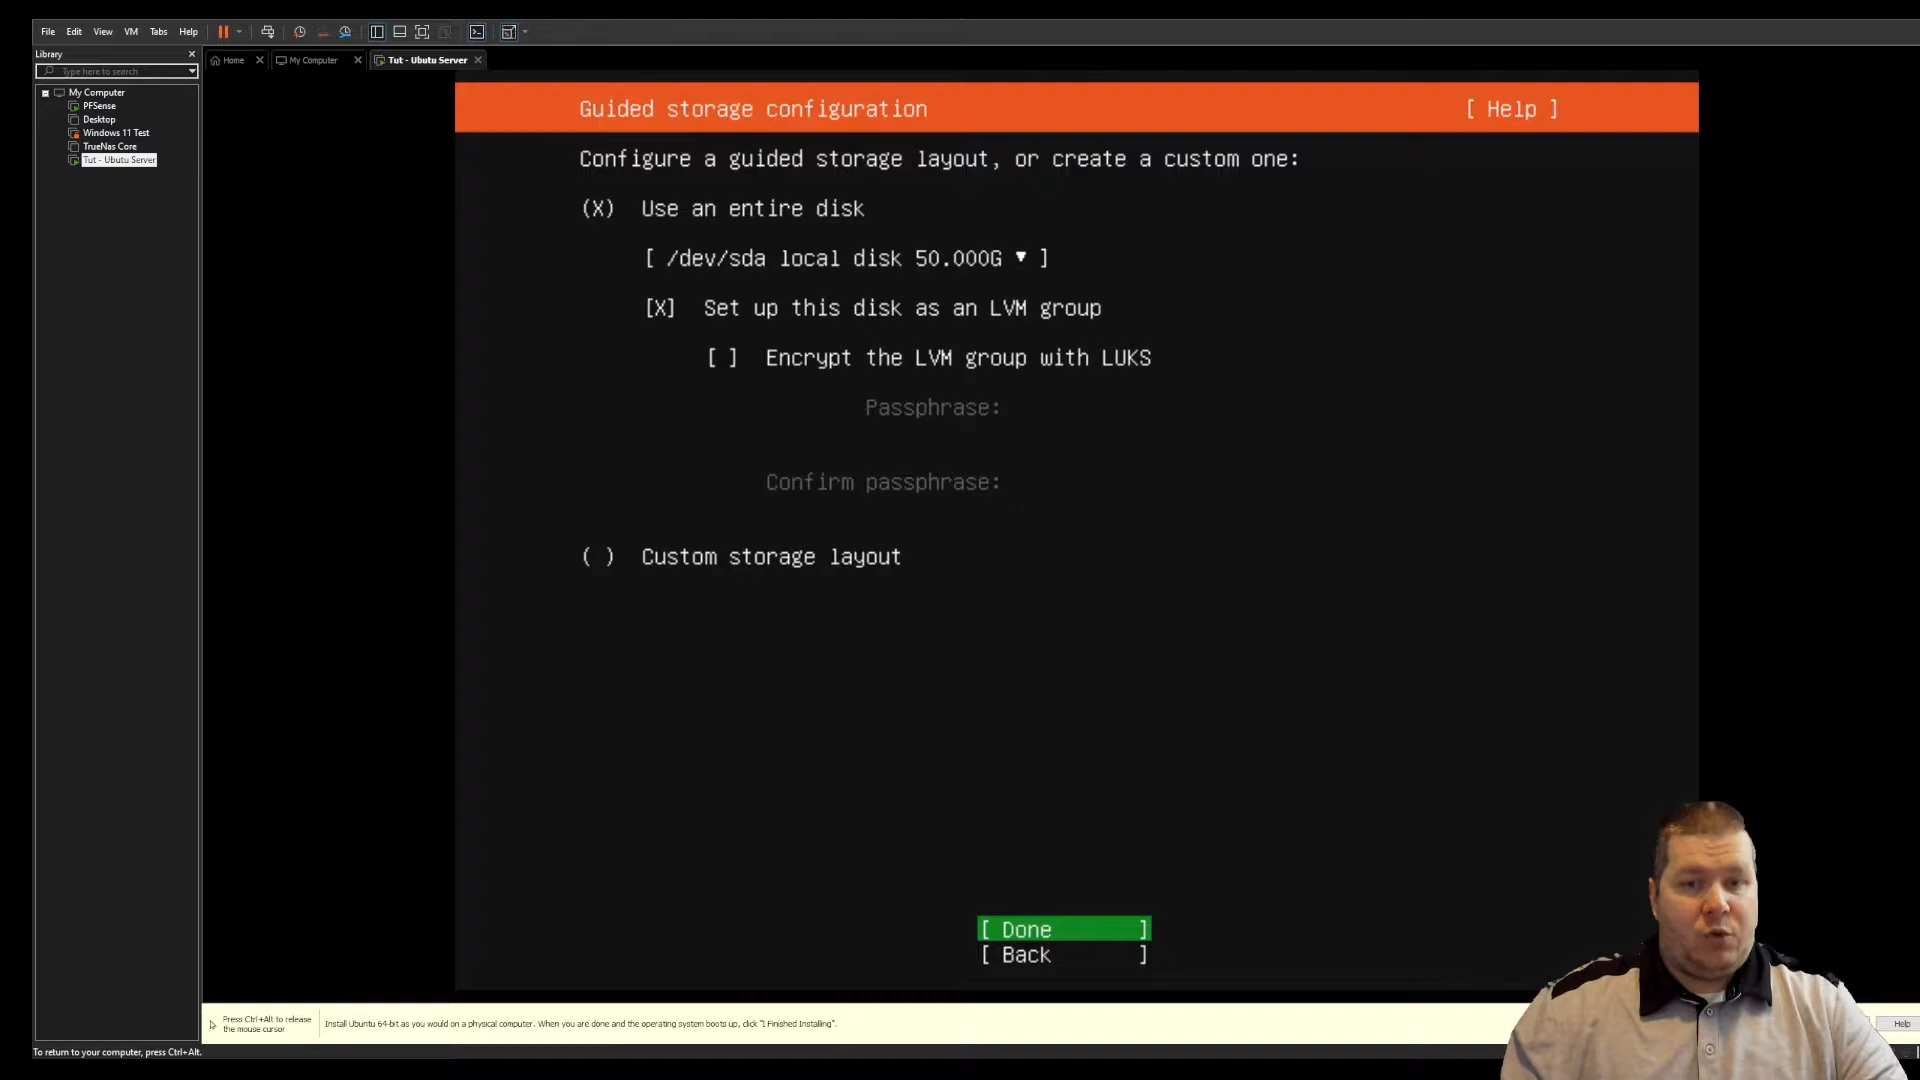 File Edit View VM Tabs Help
Library
Type here to search
Home
My Computer
Tut - Ubutu Server
My Computer
PFSense
Desktop
Windows 11 Test
TrueNas Core
Tut - Ubutu Server
Guided storage configuration [ Help ]
Configure a guided storage layout, or create a custom one:
(X) Use an entire disk
[ /dev/sda local disk 50.000G ▼ ]
[X] Set up this disk as an LVM group
[ ] Encrypt the LVM group with LUKS
Passphrase:
Confirm passphrase:
( ) Custom storage layout
[ Done ]
[ Back ]
Press Ctrl+Alt to release
the mouse cursor
Install Ubuntu 64-bit as you would on a physical computer. When you are done and the operating system boots up, click "I Finished Installing".
Help
To return to your computer, press Ctrl+Alt.